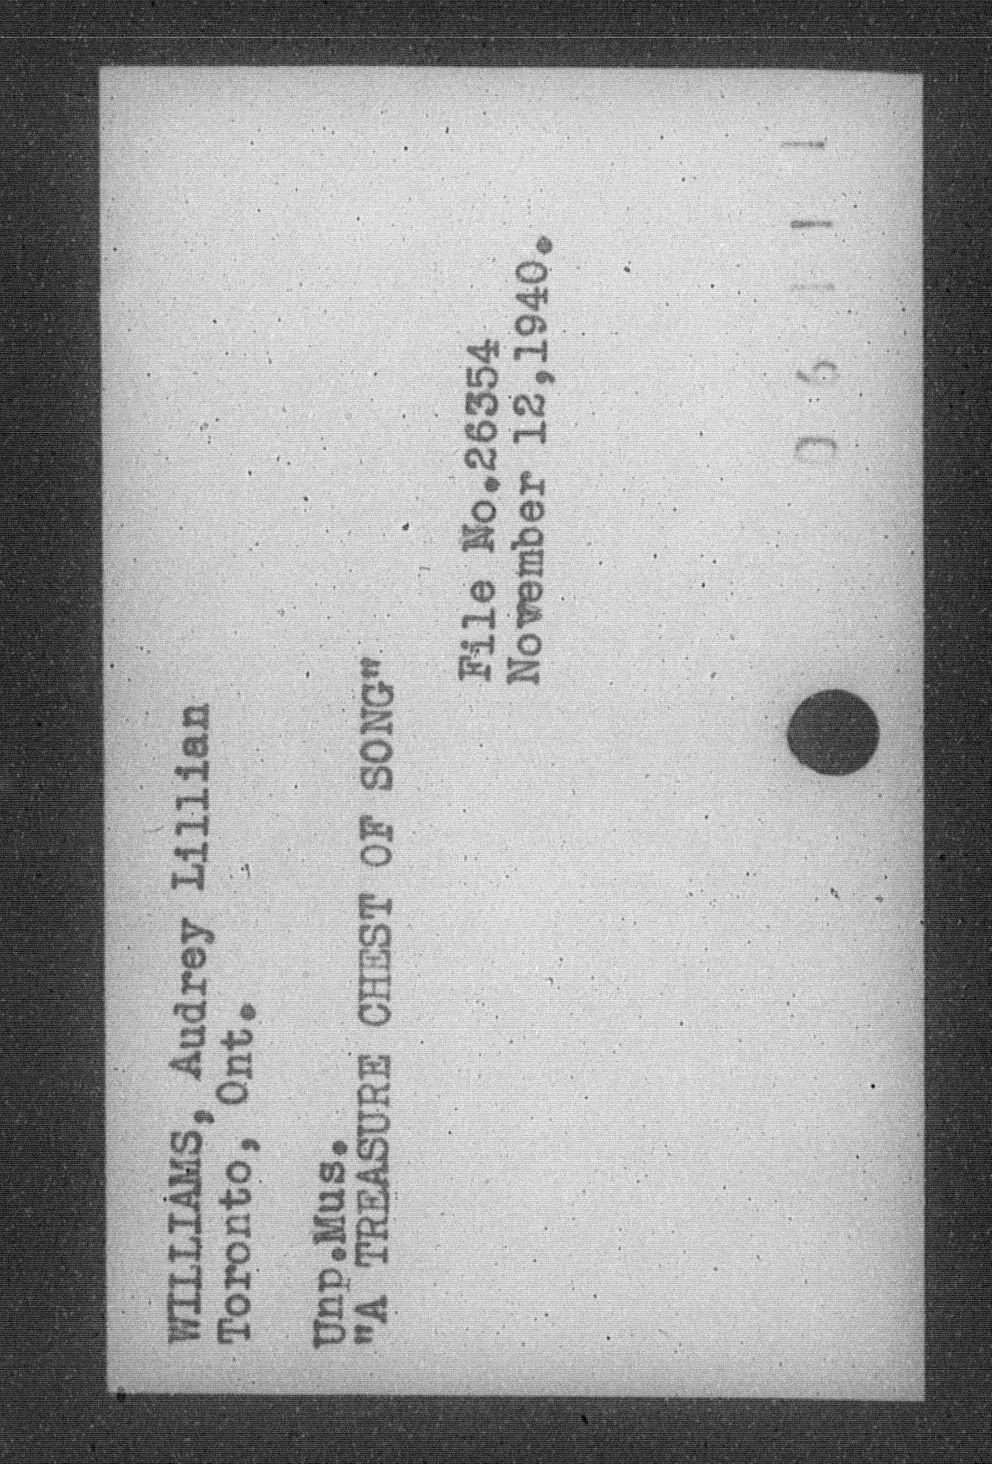 WILLIAMS, Audrey Lillian
Toronto, Ont.
Unp.Mus.
"A TREASURE CHEST OF SONG"
File No.26354
November 12,1940.